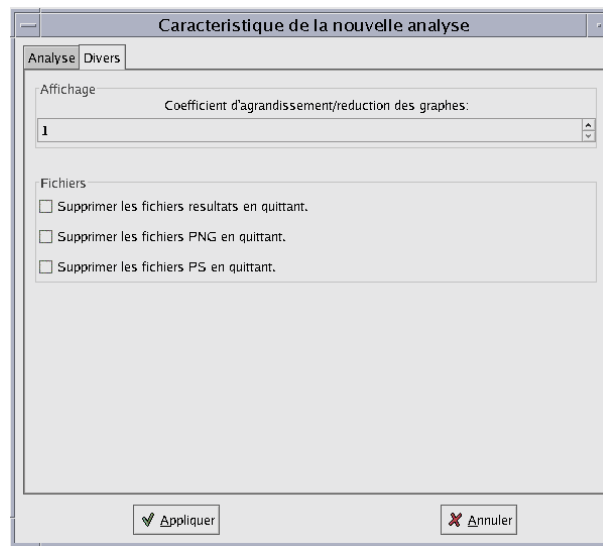 Caracteristique de la nouvelle analyse
Analyse Divers
Affichage
Coefficient d'agrandissement/reduction des graphes:
1
Fichiers
Supprimer les fichiers resultats en quittant.
Supprimer les fichiers PNG en quittant.
Supprimer les fichiers PS en quittant.
Appliquer Annuler